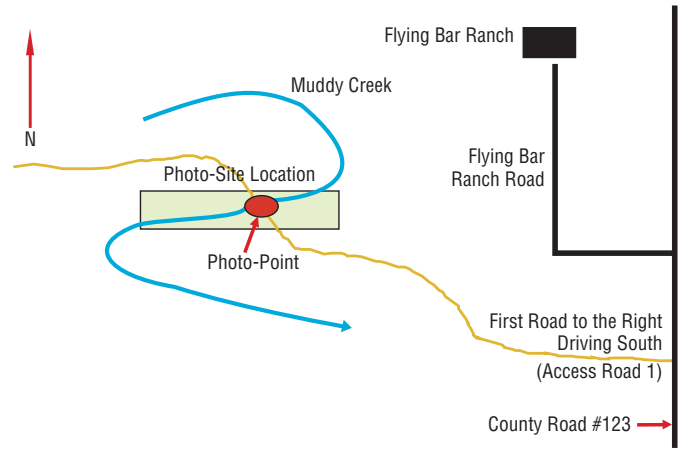 Flying Bar Ranch
Muddy Creek
N
Flying Bar
Ranch Road
Photo-Site Location
Photo-Point
First Road to the Right
Driving South
(Access Road 1)
County Road #123